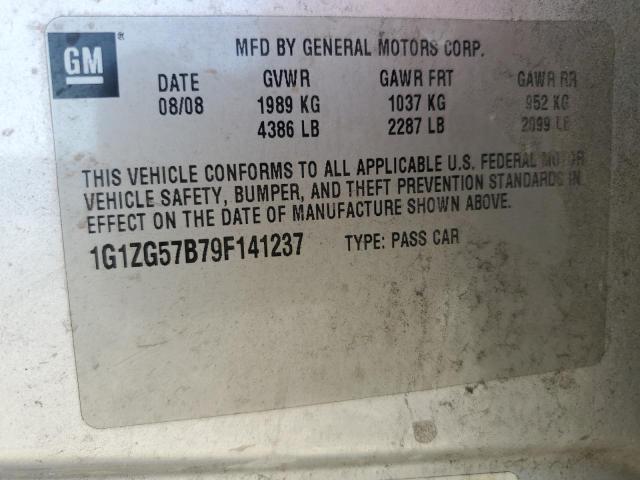 GM
MFD BY GENERAL MOTORS CORP.
DATE GVWR GAWR FRT GAWR RR
08/08 1989 KG 1037 KG 952 KG
4386 LB 2287 LB 2099 LB
THIS VEHICLE CONFORMS TO ALL APPLICABLE U.S. FEDERAL MOTOR
VEHICLE SAFETY, BUMPER, AND THEFT PREVENTION STANDARDS IN
EFFECT ON THE DATE OF MANUFACTURE SHOWN ABOVE.
1G1ZG57B79F141237 TYPE: PASS CAR